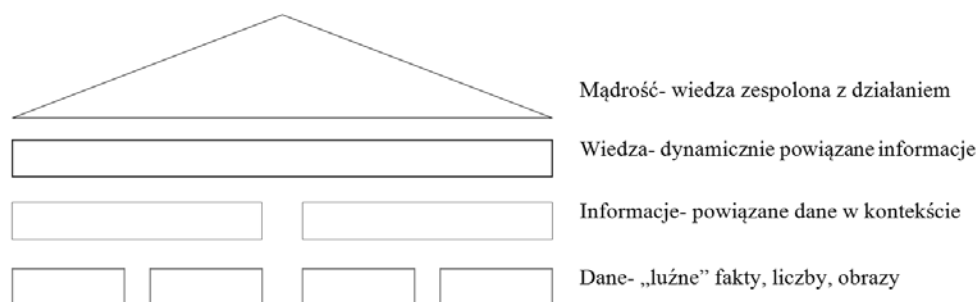 Mądrość- wiedza zespolona z działaniem
Wiedza- dynamicznie powiązane informacje
Informacje- powiązane dane w kontekście
Dane- „luźne” fakty, liczby, obrazy